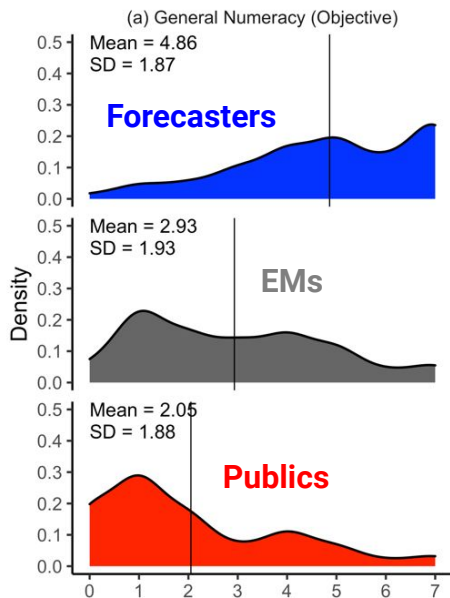 (a) General Numeracy (Objective)
Mean = 4.86
SD = 1.87
Forecasters
0.5
0.4
0.3
0.2
0.1
0.0
Mean = 2.93
SD = 1.93
EMs
0.5
0.4
0.3
0.2
0.1
0.0
Density
Mean = 2.05
SD = 1.88
Publics
0.5
0.4
0.3
0.2
0.1
0.0
0 1 2 3 4 5 6 7